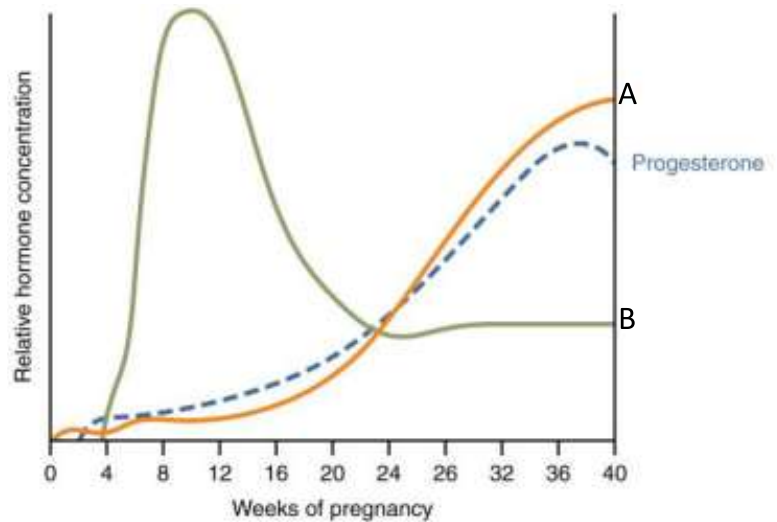 Relative hormone concentration
A
Progesterone
B
0 4 8 12 16 20 24 26 32 36 40
Weeks of pregnancy